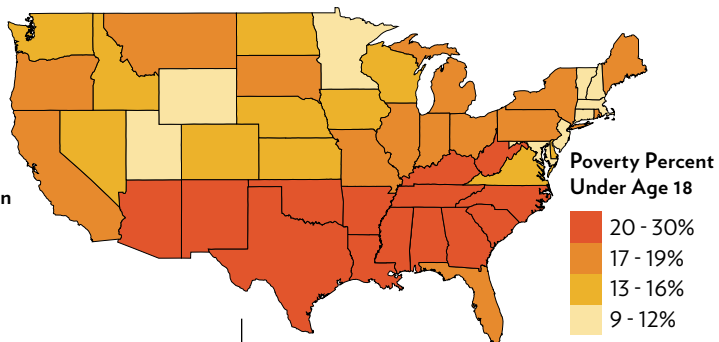 n
Poverty Percent
Under Age 18
20 - 30%
17 - 19%
13 - 16%
9 - 12%